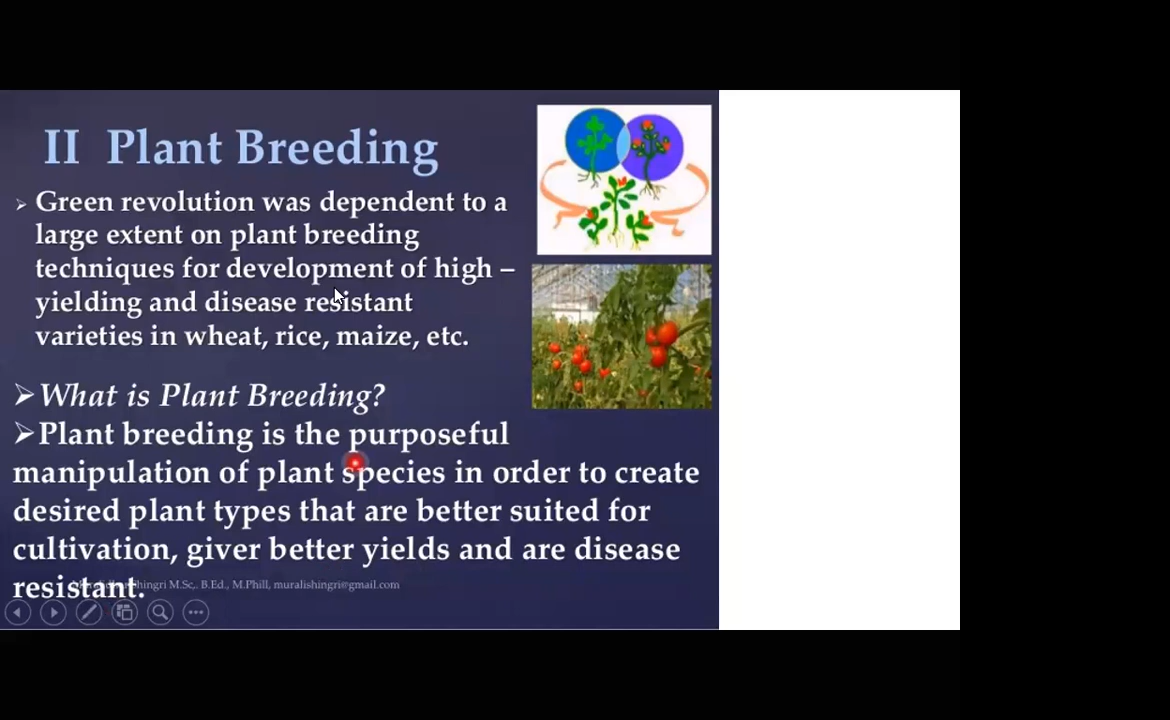 II Plant Breeding
➢ Green revolution was dependent to a
large extent on plant breeding
techniques for development of high –
yielding and disease resistant
varieties in wheat, rice, maize, etc.
➢What is Plant Breeding?
➢Plant breeding is the purposeful
manipulation of plant species in order to create
desired plant types that are better suited for
cultivation, giver better yields and are disease
resistant.
hingri M.Sc,. B.Ed., M.Phill, muralishingri@gmail.com